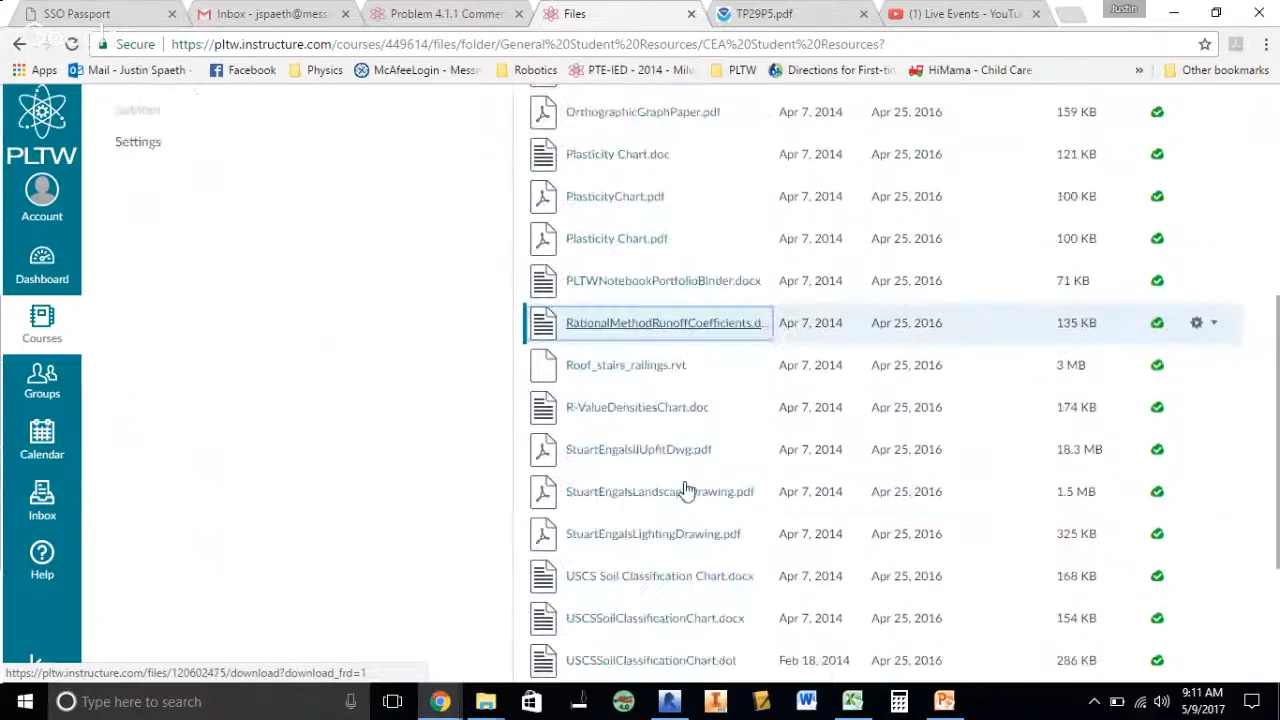 SSO Passport
Inbox - jspaeth@mess
Problem 4.1.1 Commer
Files
TP29P5.pdf
(1) Live Events - YouTu
Justin
Secure
https://pltw.instructure.com/courses/449614/files/folder/General%20Student%20Resources/CEA%20Student%20Resources?
Apps
Mail - Justin Spaeth
Facebook
Physics
McAfeeLogin - Messm
Robotics
PTE-IED - 2014 - Milw
PLTW
Directions for First-tin
HiMama - Child Care
»
Other bookmarks
PLTW
Account
Dashboard
Courses
Groups
Calendar
Inbox
Help
Settings
OrthographicGraphPaper.pdf Apr 7, 2014 Apr 25, 2016 159 KB
Plasticity Chart.doc Apr 7, 2014 Apr 25, 2016 121 KB
PlasticityChart.pdf Apr 7, 2014 Apr 25, 2016 100 KB
Plasticity Chart.pdf Apr 7, 2014 Apr 25, 2016 100 KB
PLTWNotebookPortfolioBinder.docx Apr 7, 2014 Apr 25, 2016 71 KB
RationalMethodRunoffCoefficients.d... Apr 7, 2014 Apr 25, 2016 135 KB
Roof_stairs_railings.rvt Apr 7, 2014 Apr 25, 2016 3 MB
R-ValueDensitiesChart.doc Apr 7, 2014 Apr 25, 2016 174 KB
StuartEngalsIUpfitDwg.pdf Apr 7, 2014 Apr 25, 2016 18.3 MB
Apr 7, 2014 Apr 25, 2016 1.5 MB
StuartEngalsLightingDrawing.pdf Apr 7, 2014 Apr 25, 2016 325 KB
USCS Soil Classification Chart.docx Apr 7, 2014 Apr 25, 2016 168 KB
USCSSoilClassificationChart.docx Apr 7, 2014 Apr 25, 2016 154 KB
USCSSoilClassificationChart.dot Feb 18, 2014 Apr 25, 2016 286 KB
https://pltw.instructure.com/files/120602475/download?download_frd=1
Type here to search
9:11 AM
5/9/2017